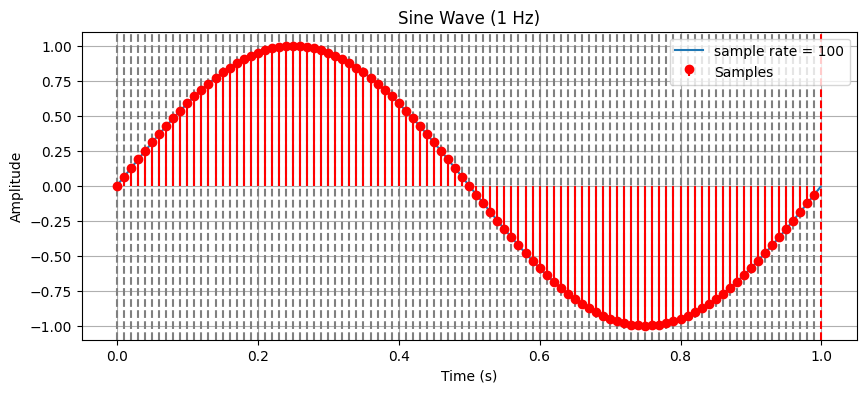 Sine Wave (1 Hz)
sample rate = 100
Samples
1.00
0.75
0.50
0.25
0.00
−0.25
−0.50
−0.75
−1.00
Amplitude
0.0 0.2 0.4 0.6 0.8 1.0
Time (s)